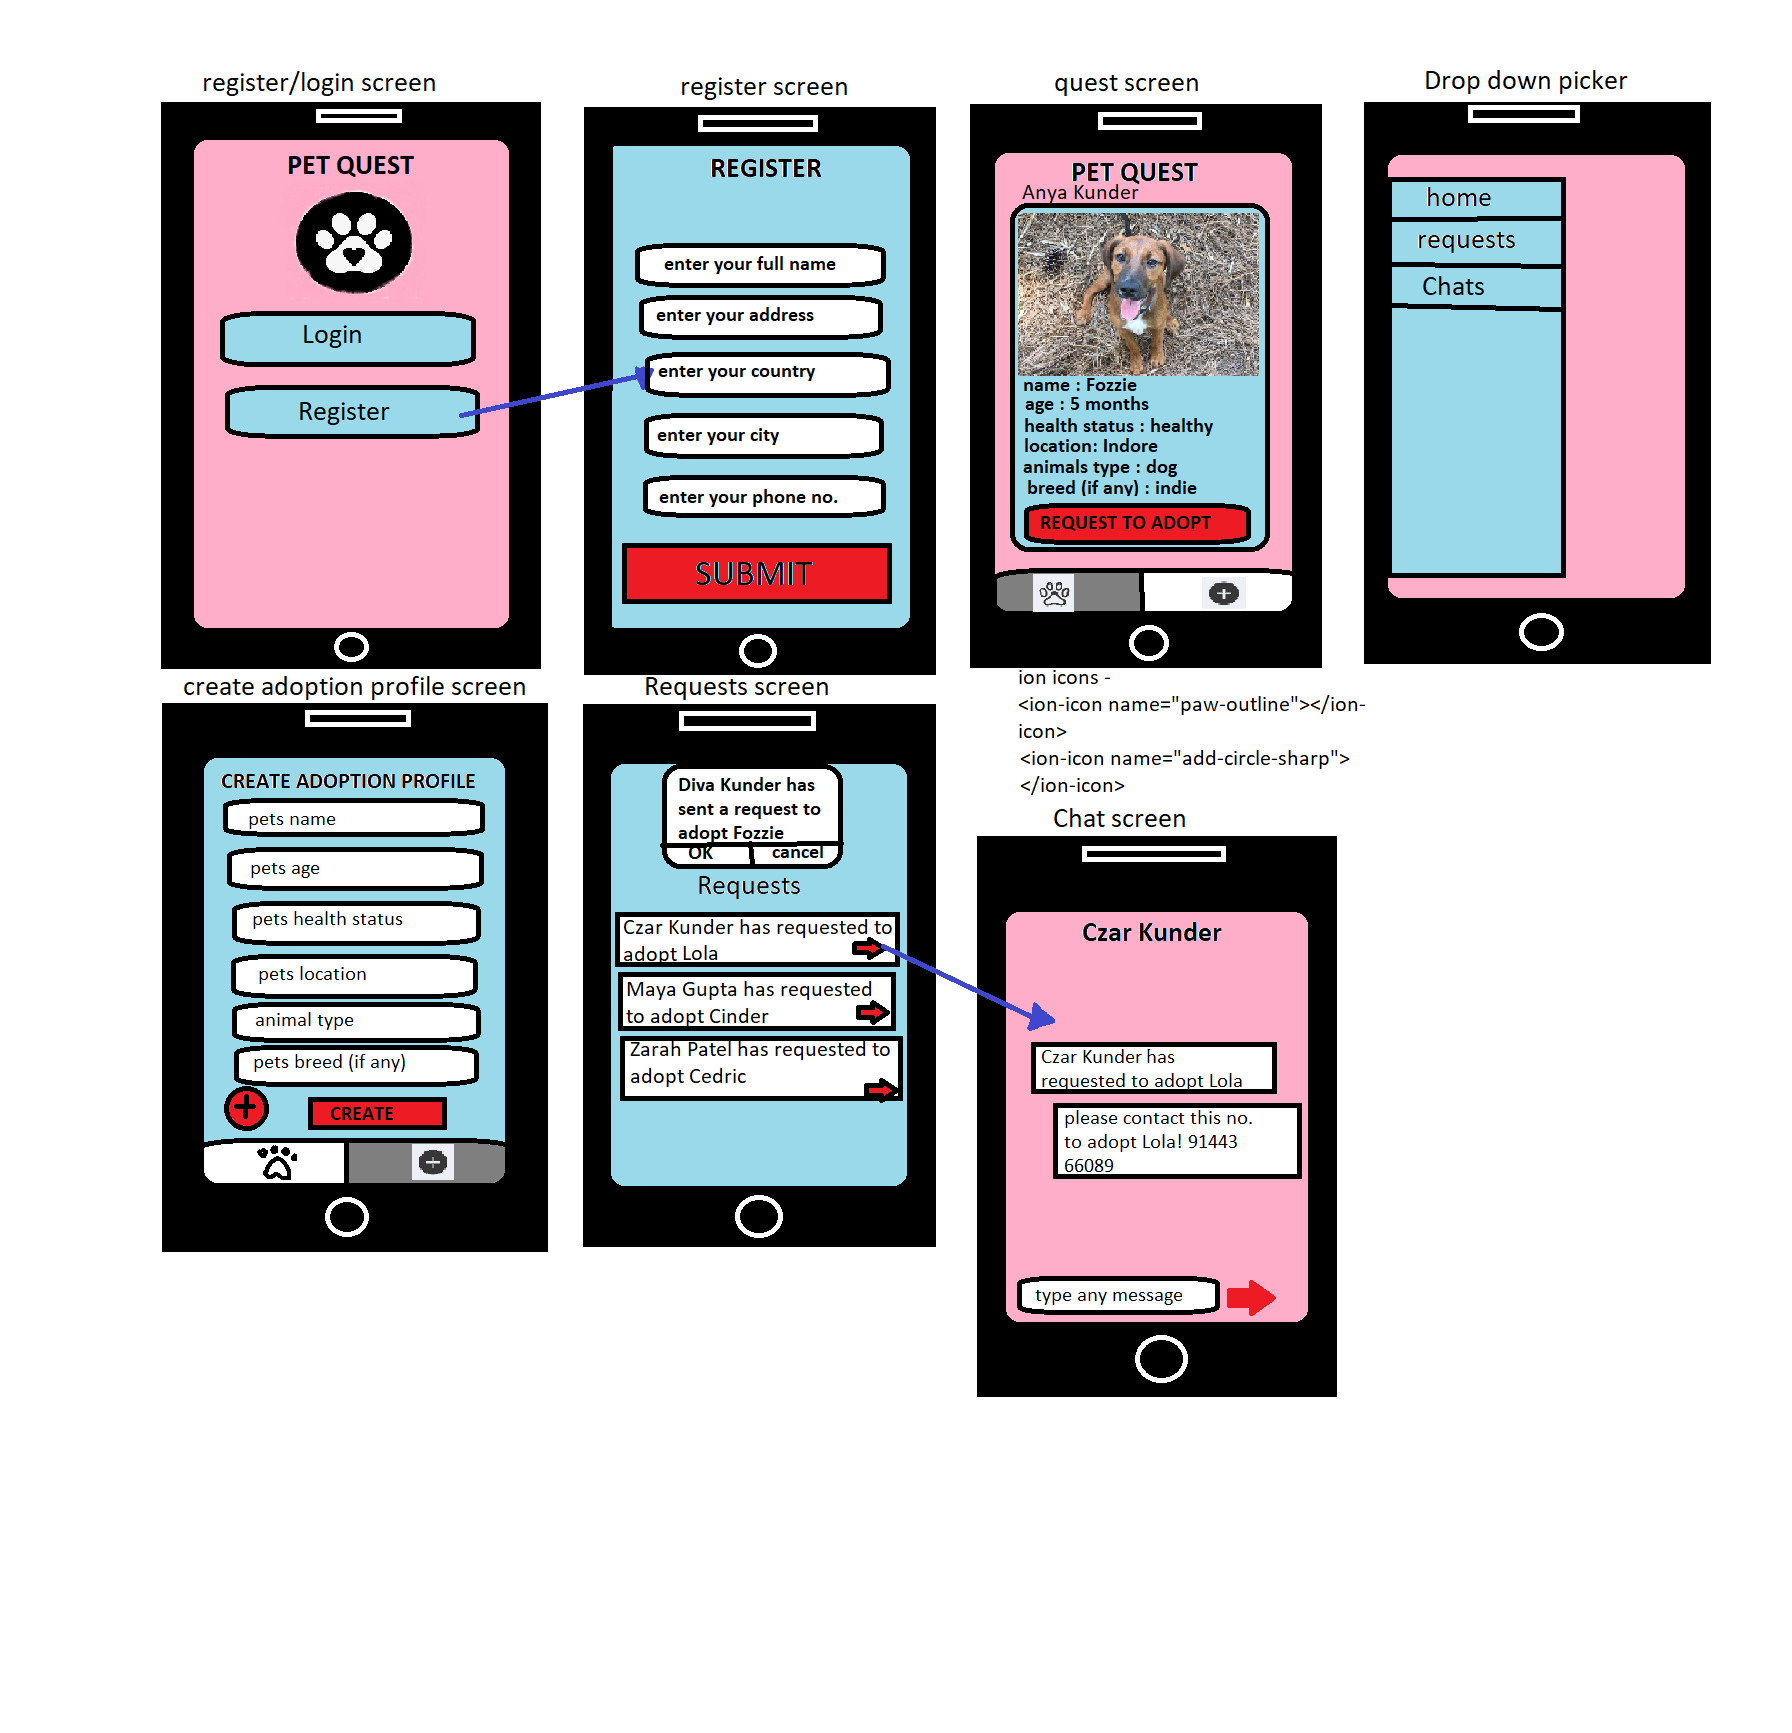 register/login screen
PET QUEST
Login
Register
register screen
REGISTER
enter your full name
enter your address
enter your country
enter your city
enter your phone no.
SUBMIT
quest screen
PET QUEST
Anya Kunder
name : Fozzie
age : 5 months
health status : healthy
location: Indore
animals type : dog
breed (if any) : indie
REQUEST TO ADOPT
ion icons -
<ion-icon name="paw-outline"></ion-
icon>
<ion-icon name="add-circle-sharp">
</ion-icon>
Drop down picker
home
requests
Chats
create adoption profile screen
CREATE ADOPTION PROFILE
pets name
pets age
pets health status
pets location
animal type
pets breed (if any)
CREATE
Requests screen
Diva Kunder has
sent a request to
adopt Fozzie
OK
cancel
Requests
Czar Kunder has requested to
adopt Lola
Maya Gupta has requested
to adopt Cinder
Zarah Patel has requested to
adopt Cedric
Chat screen
Czar Kunder
Czar Kunder has
requested to adopt Lola
please contact this no.
to adopt Lola! 91443
66089
type any message